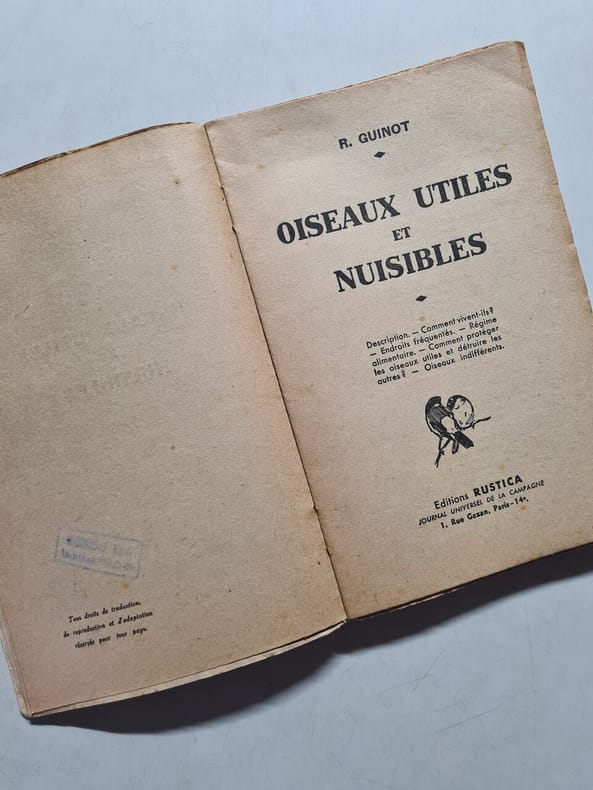 Tous droits de traduction,
de reproduction et d'adaptation
réservés pour tous pays.
R. GUINOT
OISEAUX UTILES
ET
NUISIBLES
Description. — Comment vivent-ils?
— Endroits fréquentés. — Régime
alimentaire. — Comment protéger
les oiseaux utiles et détruire les
autres? — Oiseaux indifférents.
Editions RUSTICA
JOURNAL UNIVERSEL DE LA CAMPAGNE
1, Rue Gazan, Paris-14e.